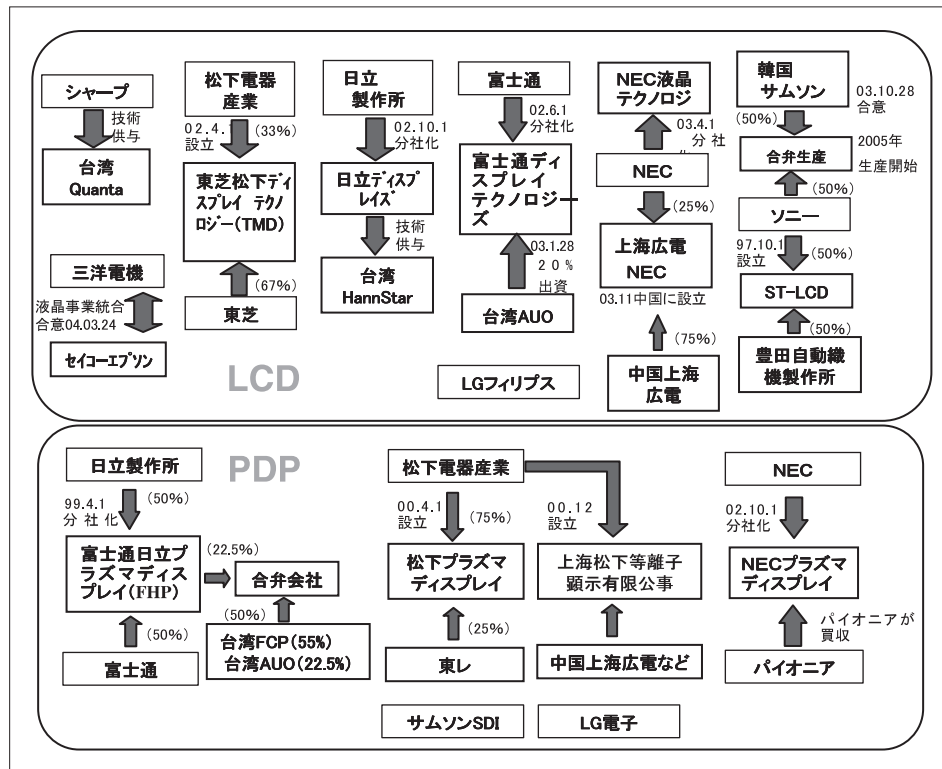 シャープ
技術
供与
台湾
Quanta
三洋電機
液晶事業統合
合意04.03.24
セイコーエプソン
松下電器
産業
02.4.1
設立
(33%)
東芝松下ディ
スプレイ テクノ
ロジー(TMD)
(67%)
東芝
日立
製作所
02.10.1
分社化
日立ディスプ
レイズ
技術
供与
台湾
HannStar
富士通
02.6.1
分社化
富士通ディ
スプレイ
テクノロジーズ
03.1.28
20%
出資
台湾AUO
LGフィリプス
NEC液晶
テクノロジ
03.4.1
分社
NEC
(25%)
上海広電
NEC
03.11中国に設立
(75%)
中国上海
広電
韓国
サムソン
03.10.28
合意
(50%)
合弁生産
2005年
生産開始
(50%)
ソニー
97.10.1
設立
(50%)
ST-LCD
(50%)
豊田自動織
機製作所
LCD
PDP
日立製作所
99.4.1
分社化
(50%)
富士通日立プ
ラズマディス
プレイ(FHP)
(22.5%)
合弁会社
(50%)
富士通
(50%)
台湾FCP(55%)
台湾AUO(22.5%)
松下電器産業
00.4.1
設立
(75%)
松下プラズマ
ディスプレイ
(25%)
東レ
00.12
設立
上海松下等離子
顕示有限公事
中国上海広電など
NEC
02.10.1
分社化
NECプラズマ
ディスプレイ
パイオニアが
買収
パイオニア
サムソンSDI
LG電子